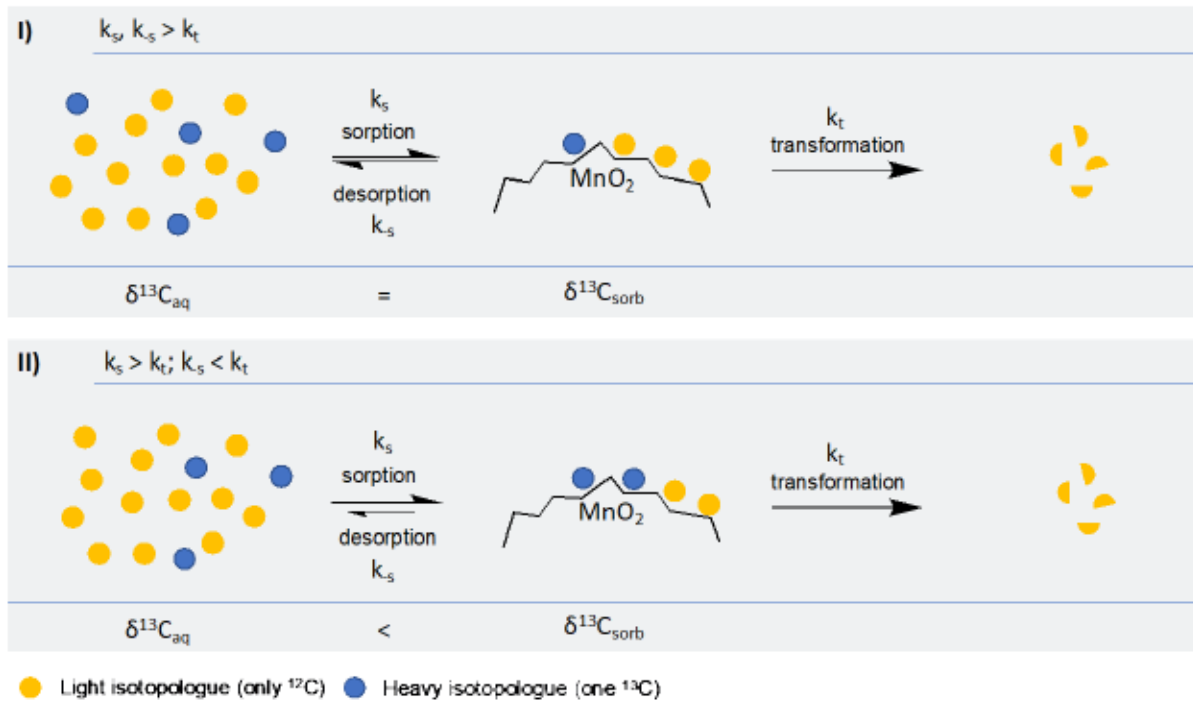 I) kₛ, k₋ₛ > kₜ
kₛ
sorption
desorption
k₋ₛ
MnO₂
kₜ
transformation
δ¹³Cₐq = δ¹³Cₛₒᵣb
II) kₛ > kₜ; k₋ₛ < kₜ
kₛ
sorption
desorption
k₋ₛ
MnO₂
kₜ
transformation
δ¹³Cₐq < δ¹³Cₛₒᵣb
Light isotopologue (only ¹²C) Heavy isotopologue (one ¹³C)